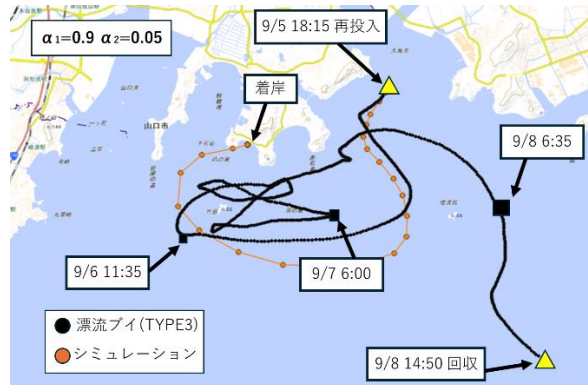 α₁=0.9 α₂=0.05
9/5 18:15 再投入
着岸
山口市
9/8 6:35
9/6 11:35
9/7 6:00
漂流ブイ(TYPE3)
シミュレーション
9/8 14:50 回収